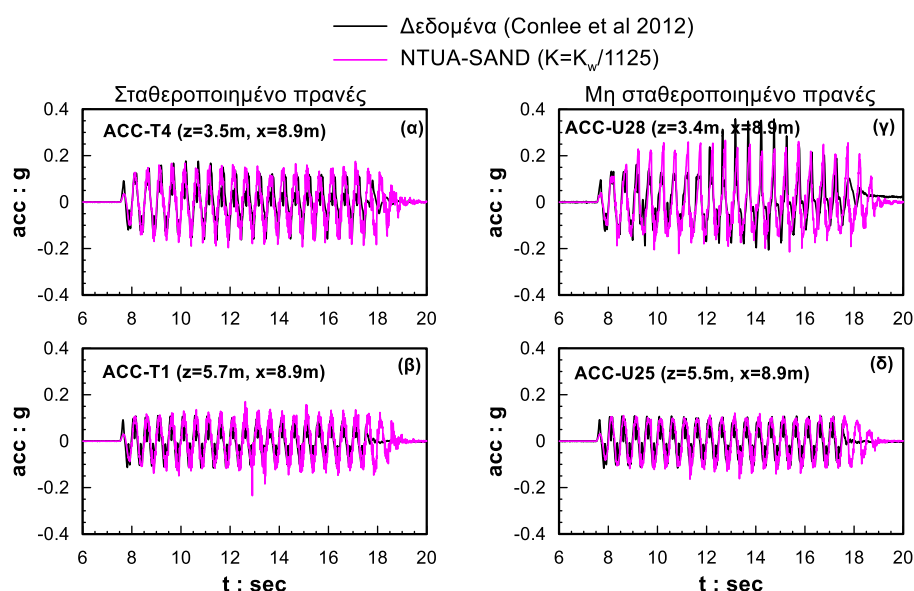 Δεδομένα (Conlee et al 2012)
NTUA-SAND (K=Kw/1125)
Σταθεροποιημένο πρανές
Μη σταθεροποιημένο πρανές
0.4
0.2
0
-0.2
-0.4
acc : g
ACC-T4 (z=3.5m, x=8.9m)
(α)
6 8 10 12 14 16 18 20
0.4
0.2
0
-0.2
-0.4
acc : g
ACC-U28 (z=3.4m, x=8.9m)
(γ)
6 8 10 12 14 16 18 20
0.4
0.2
0
-0.2
-0.4
acc : g
ACC-T1 (z=5.7m, x=8.9m)
(β)
6 8 10 12 14 16 18 20
t : sec
0.4
0.2
0
-0.2
-0.4
acc : g
ACC-U25 (z=5.5m, x=8.9m)
(δ)
6 8 10 12 14 16 18 20
t : sec